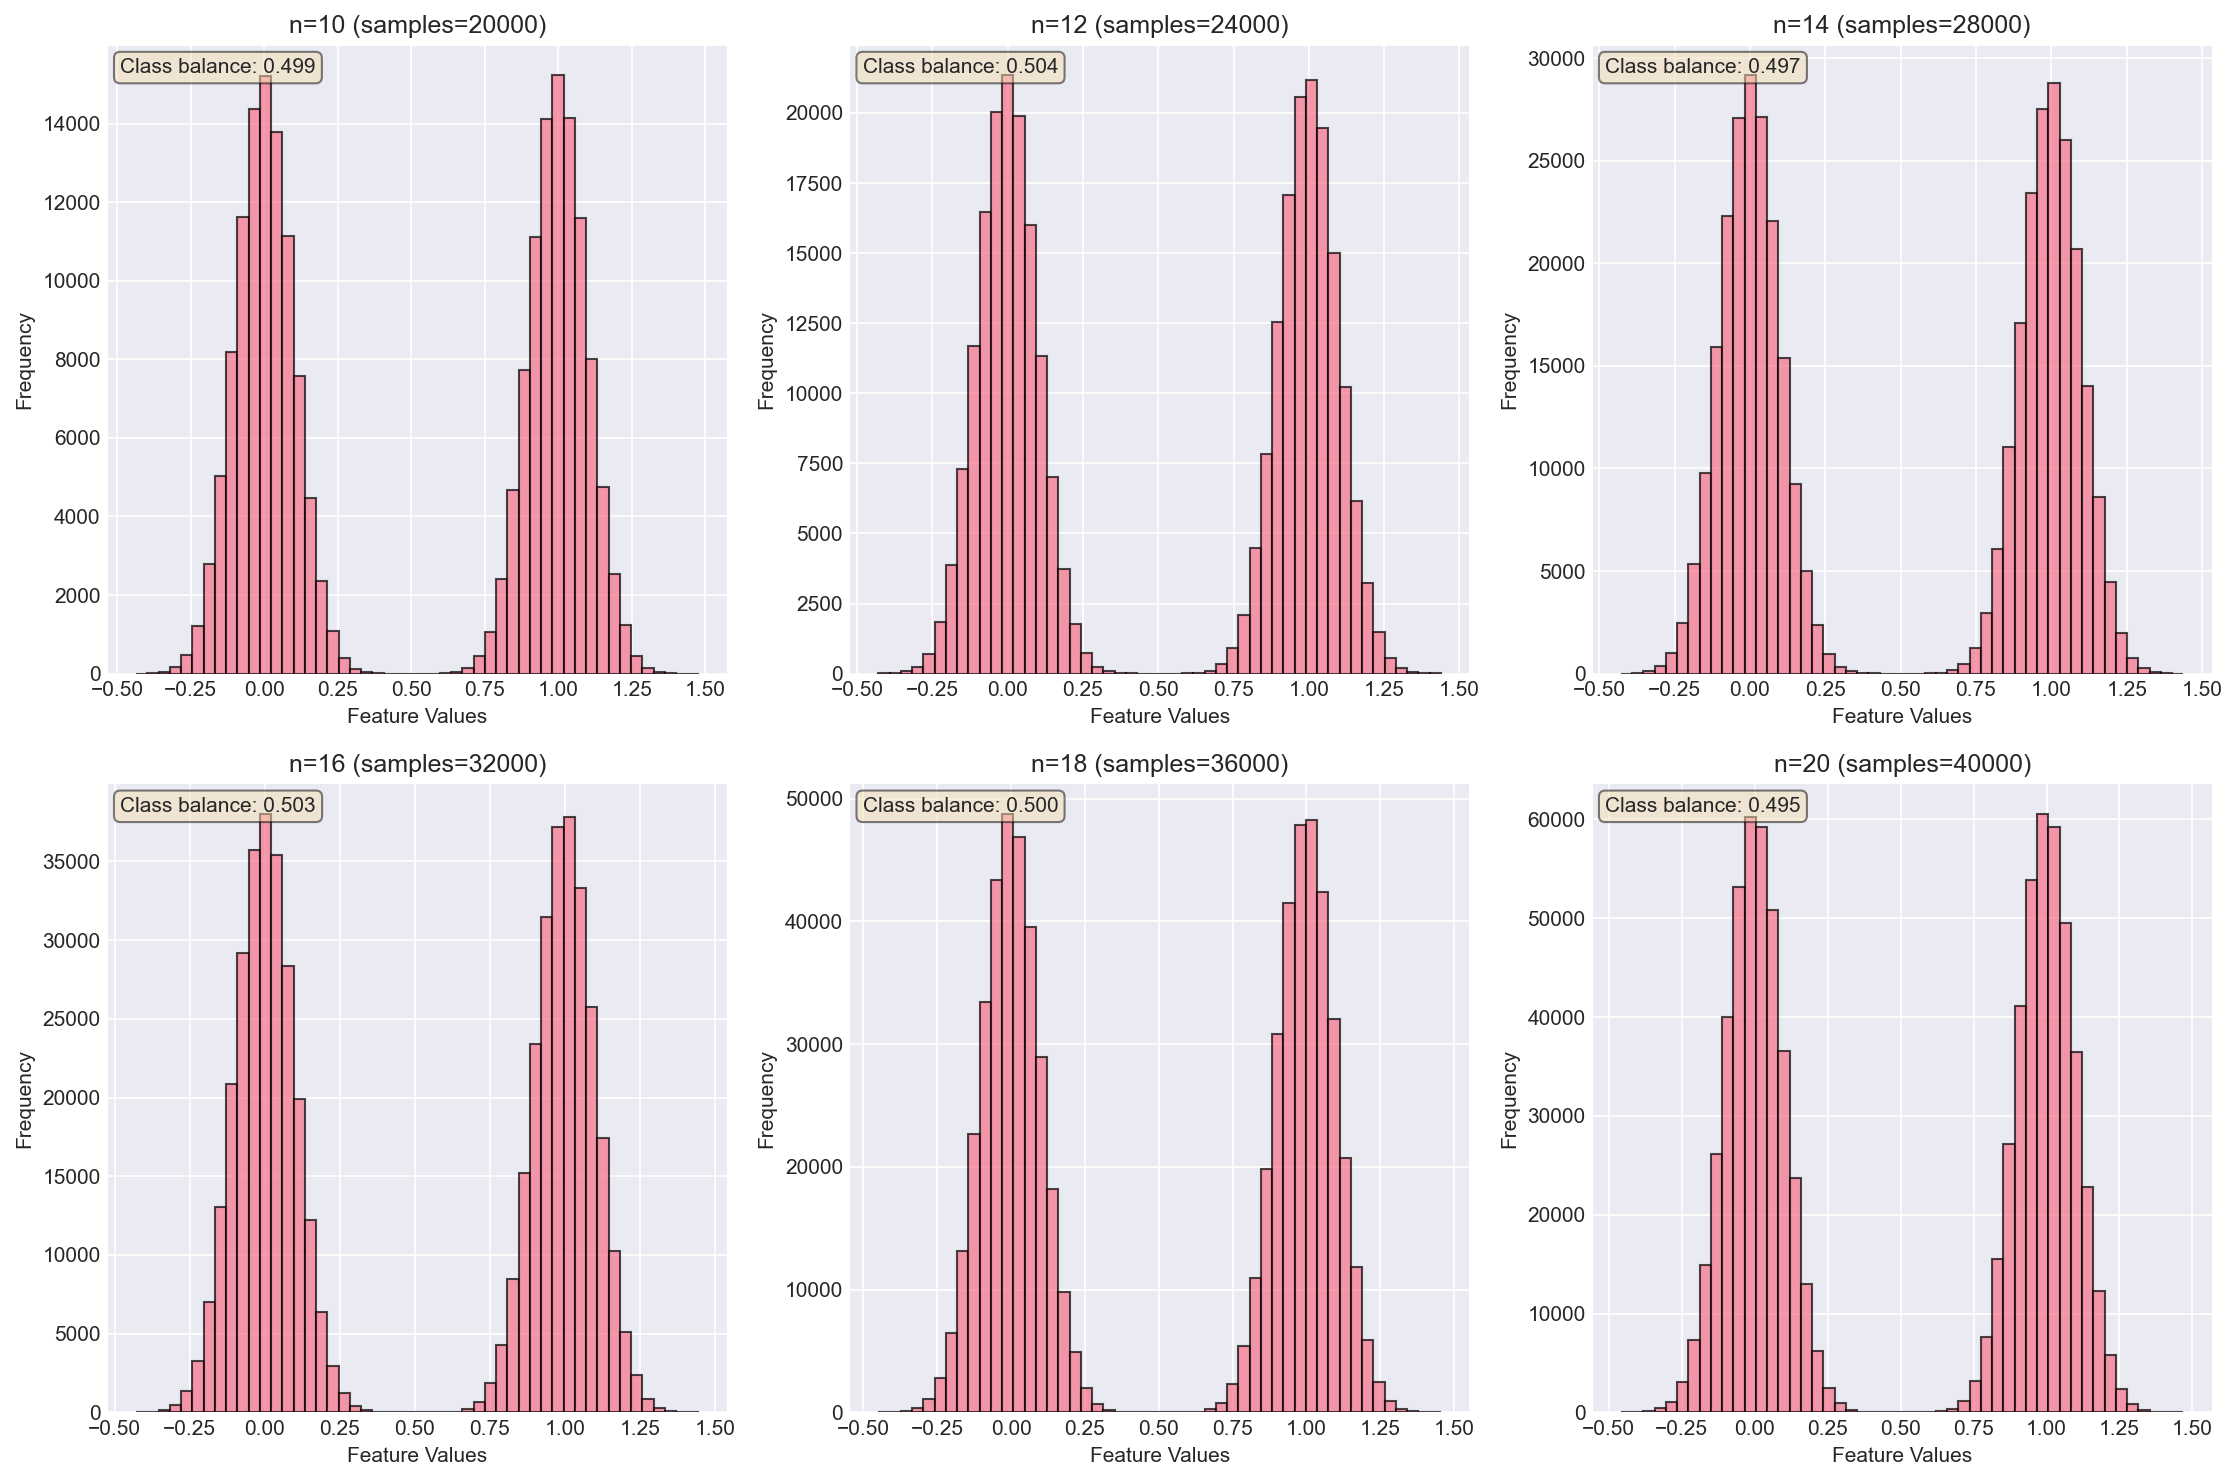 n=10 (samples=20000)
Class balance: 0.499
14000
12000
10000
8000
6000
4000
2000
0
Frequency
−0.50 −0.25 0.00 0.25 0.50 0.75 1.00 1.25 1.50
Feature Values
n=12 (samples=24000)
Class balance: 0.504
20000
17500
15000
12500
10000
7500
5000
2500
0
Frequency
−0.50 −0.25 0.00 0.25 0.50 0.75 1.00 1.25 1.50
Feature Values
n=14 (samples=28000)
Class balance: 0.497
30000
25000
20000
15000
10000
5000
0
Frequency
−0.50 −0.25 0.00 0.25 0.50 0.75 1.00 1.25 1.50
Feature Values
n=16 (samples=32000)
Class balance: 0.503
35000
30000
25000
20000
15000
10000
5000
0
Frequency
−0.50 −0.25 0.00 0.25 0.50 0.75 1.00 1.25 1.50
Feature Values
n=18 (samples=36000)
Class balance: 0.500
50000
40000
30000
20000
10000
0
Frequency
−0.50 −0.25 0.00 0.25 0.50 0.75 1.00 1.25 1.50
Feature Values
n=20 (samples=40000)
Class balance: 0.495
60000
50000
40000
30000
20000
10000
0
Frequency
−0.50 −0.25 0.00 0.25 0.50 0.75 1.00 1.25 1.50
Feature Values